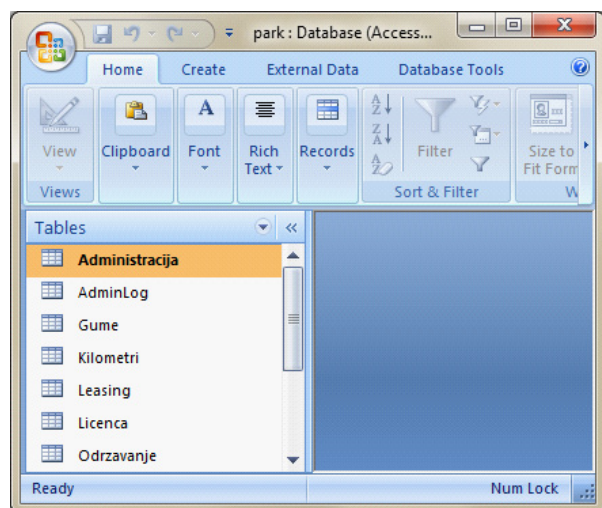 park : Database (Access...
Home Create External Data Database Tools
View Clipboard Font Rich Text Records Filter Size to Fit Form
Views Sort & Filter W
Tables
Administracija
AdminLog
Gume
Kilometri
Leasing
Licenca
Odrzavanje
Ready Num Lock